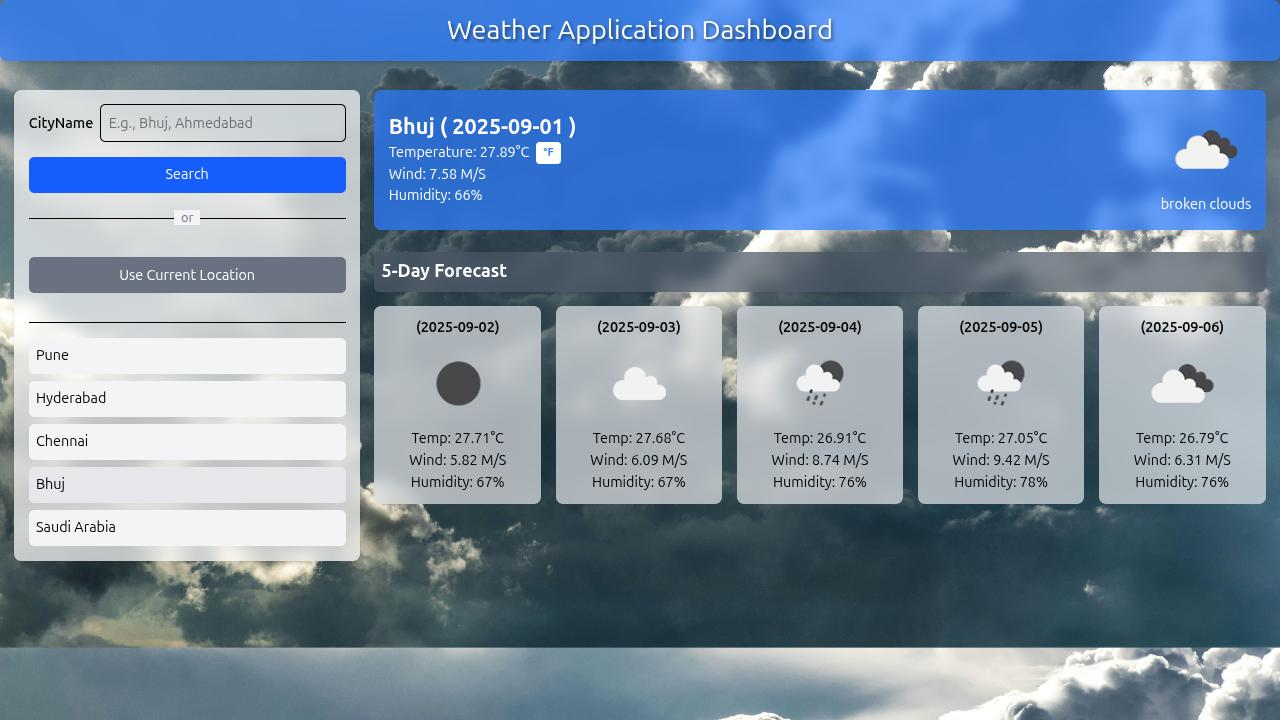 Weather Application Dashboard
CityName
E.g., Bhuj, Ahmedabad
Search
or
Use Current Location
Pune
Hyderabad
Chennai
Bhuj
Saudi Arabia
Bhuj ( 2025-09-01 )
Temperature: 27.89°C °F
Wind: 7.58 M/S
Humidity: 66%
broken clouds
5-Day Forecast
(2025-09-02)
Temp: 27.71°C
Wind: 5.82 M/S
Humidity: 67%
(2025-09-03)
Temp: 27.68°C
Wind: 6.09 M/S
Humidity: 67%
(2025-09-04)
Temp: 26.91°C
Wind: 8.74 M/S
Humidity: 76%
(2025-09-05)
Temp: 27.05°C
Wind: 9.42 M/S
Humidity: 78%
(2025-09-06)
Temp: 26.79°C
Wind: 6.31 M/S
Humidity: 76%